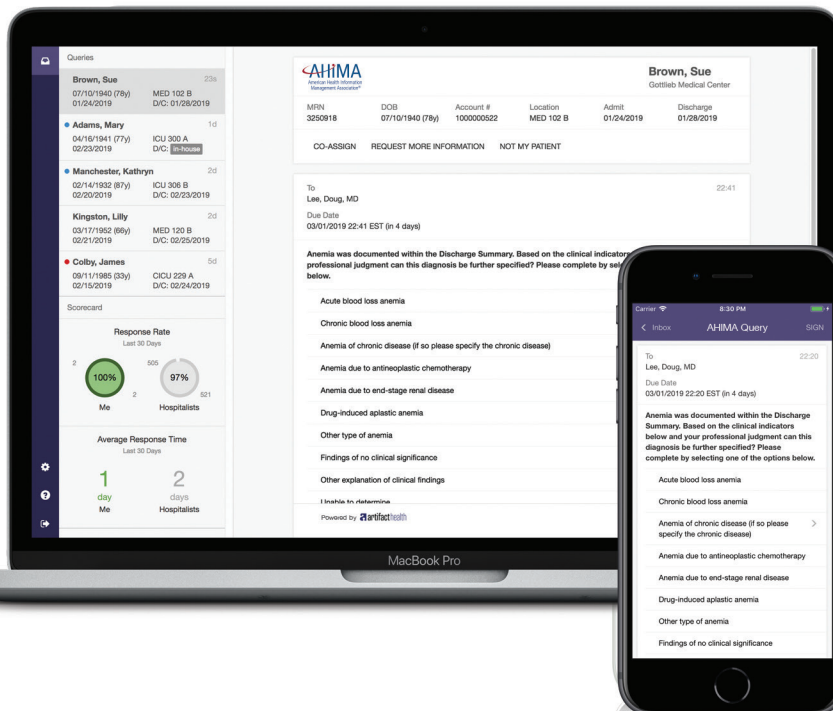 Queries
Brown, Sue 23s
07/10/1940 (78y) MED 102 B
01/24/2019 D/C: 01/28/2019
Adams, Mary 1d
04/16/1941 (77y) ICU 300 A
02/23/2019 D/C: in-house
Manchester, Kathryn 2d
02/14/1932 (87y) ICU 306 B
02/20/2019 D/C: 02/23/2019
Kingston, Lilly 2d
03/17/1952 (66y) MED 120 B
02/21/2019 D/C: 02/25/2019
Colby, James 5d
09/11/1985 (33y) CICU 229 A
02/15/2019 D/C: 02/24/2019
Scorecard
Response Rate
Last 30 Days
2 505
100% 97%
2 521
Me Hospitalists
Average Response Time
Last 30 Days
1 2
day days
Me Hospitalists
AHIMA
American Health Information
Management Association®
Brown, Sue
Gottlieb Medical Center
MRN DOB Account # Location Admit Discharge
3250918 07/10/1940 (78y) 1000000522 MED 102 B 01/24/2019 01/28/2019
CO-ASSIGN REQUEST MORE INFORMATION NOT MY PATIENT
To 22:41
Lee, Doug, MD
Due Date
03/01/2019 22:41 EST (in 4 days)
Anemia was documented within the Discharge Summary. Based on the clinical indicators
professional judgment can this diagnosis be further specified? Please complete by
below.
Acute blood loss anemia
Chronic blood loss anemia
Anemia of chronic disease (if so please specify the chronic disease)
Anemia due to antineoplastic chemotherapy
Anemia due to end-stage renal disease
Drug-induced aplastic anemia
Other type of anemia
Findings of no clinical significance
Other explanation of clinical findings
Unable to determine
Powered by artifact health
MacBook Pro
Carrier 8:30 PM
Inbox AHIMA Query SIGN
To 22:20
Lee, Doug, MD
Due Date
03/01/2019 22:20 EST (in 4 days)
Anemia was documented within the Discharge
Summary. Based on the clinical indicators
below and your professional judgment can this
diagnosis be further specified? Please
complete by selecting one of the options below.
Acute blood loss anemia
Chronic blood loss anemia
Anemia of chronic disease (if so please
specify the chronic disease)
Anemia due to antineoplastic chemotherapy
Anemia due to end-stage renal disease
Drug-induced aplastic anemia
Other type of anemia
Findings of no clinical significance